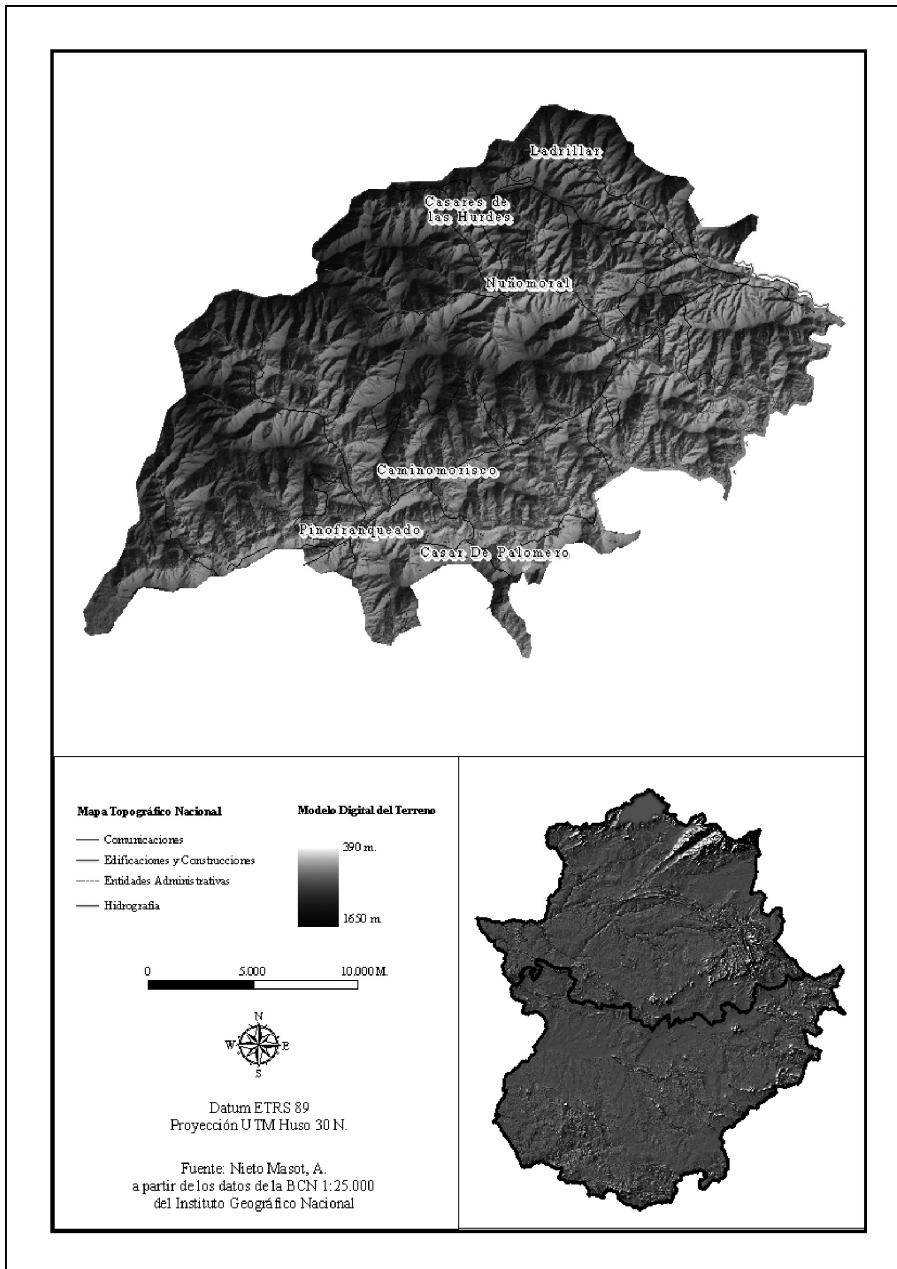 Ladrillar
Casares de
las Hurdes
Nuñomoral
Caminomorisco
Pinofranqueado
Casar De Palomero
Mapa Topográfico Nacional
Comunicaciones
Edificaciones y Construcciones
Entidades Administrativas
Hidrografía
Modelo Digital del Terreno
390 m.
1650 m.
0 5.000 10.000 M.
N
W E
S
Datum ETRS 89
Proyección UTM Huso 30 N.
Fuente: Nieto Masot, A.
a partir de los datos de la BCN 1:25.000
del Instituto Geográfico Nacional